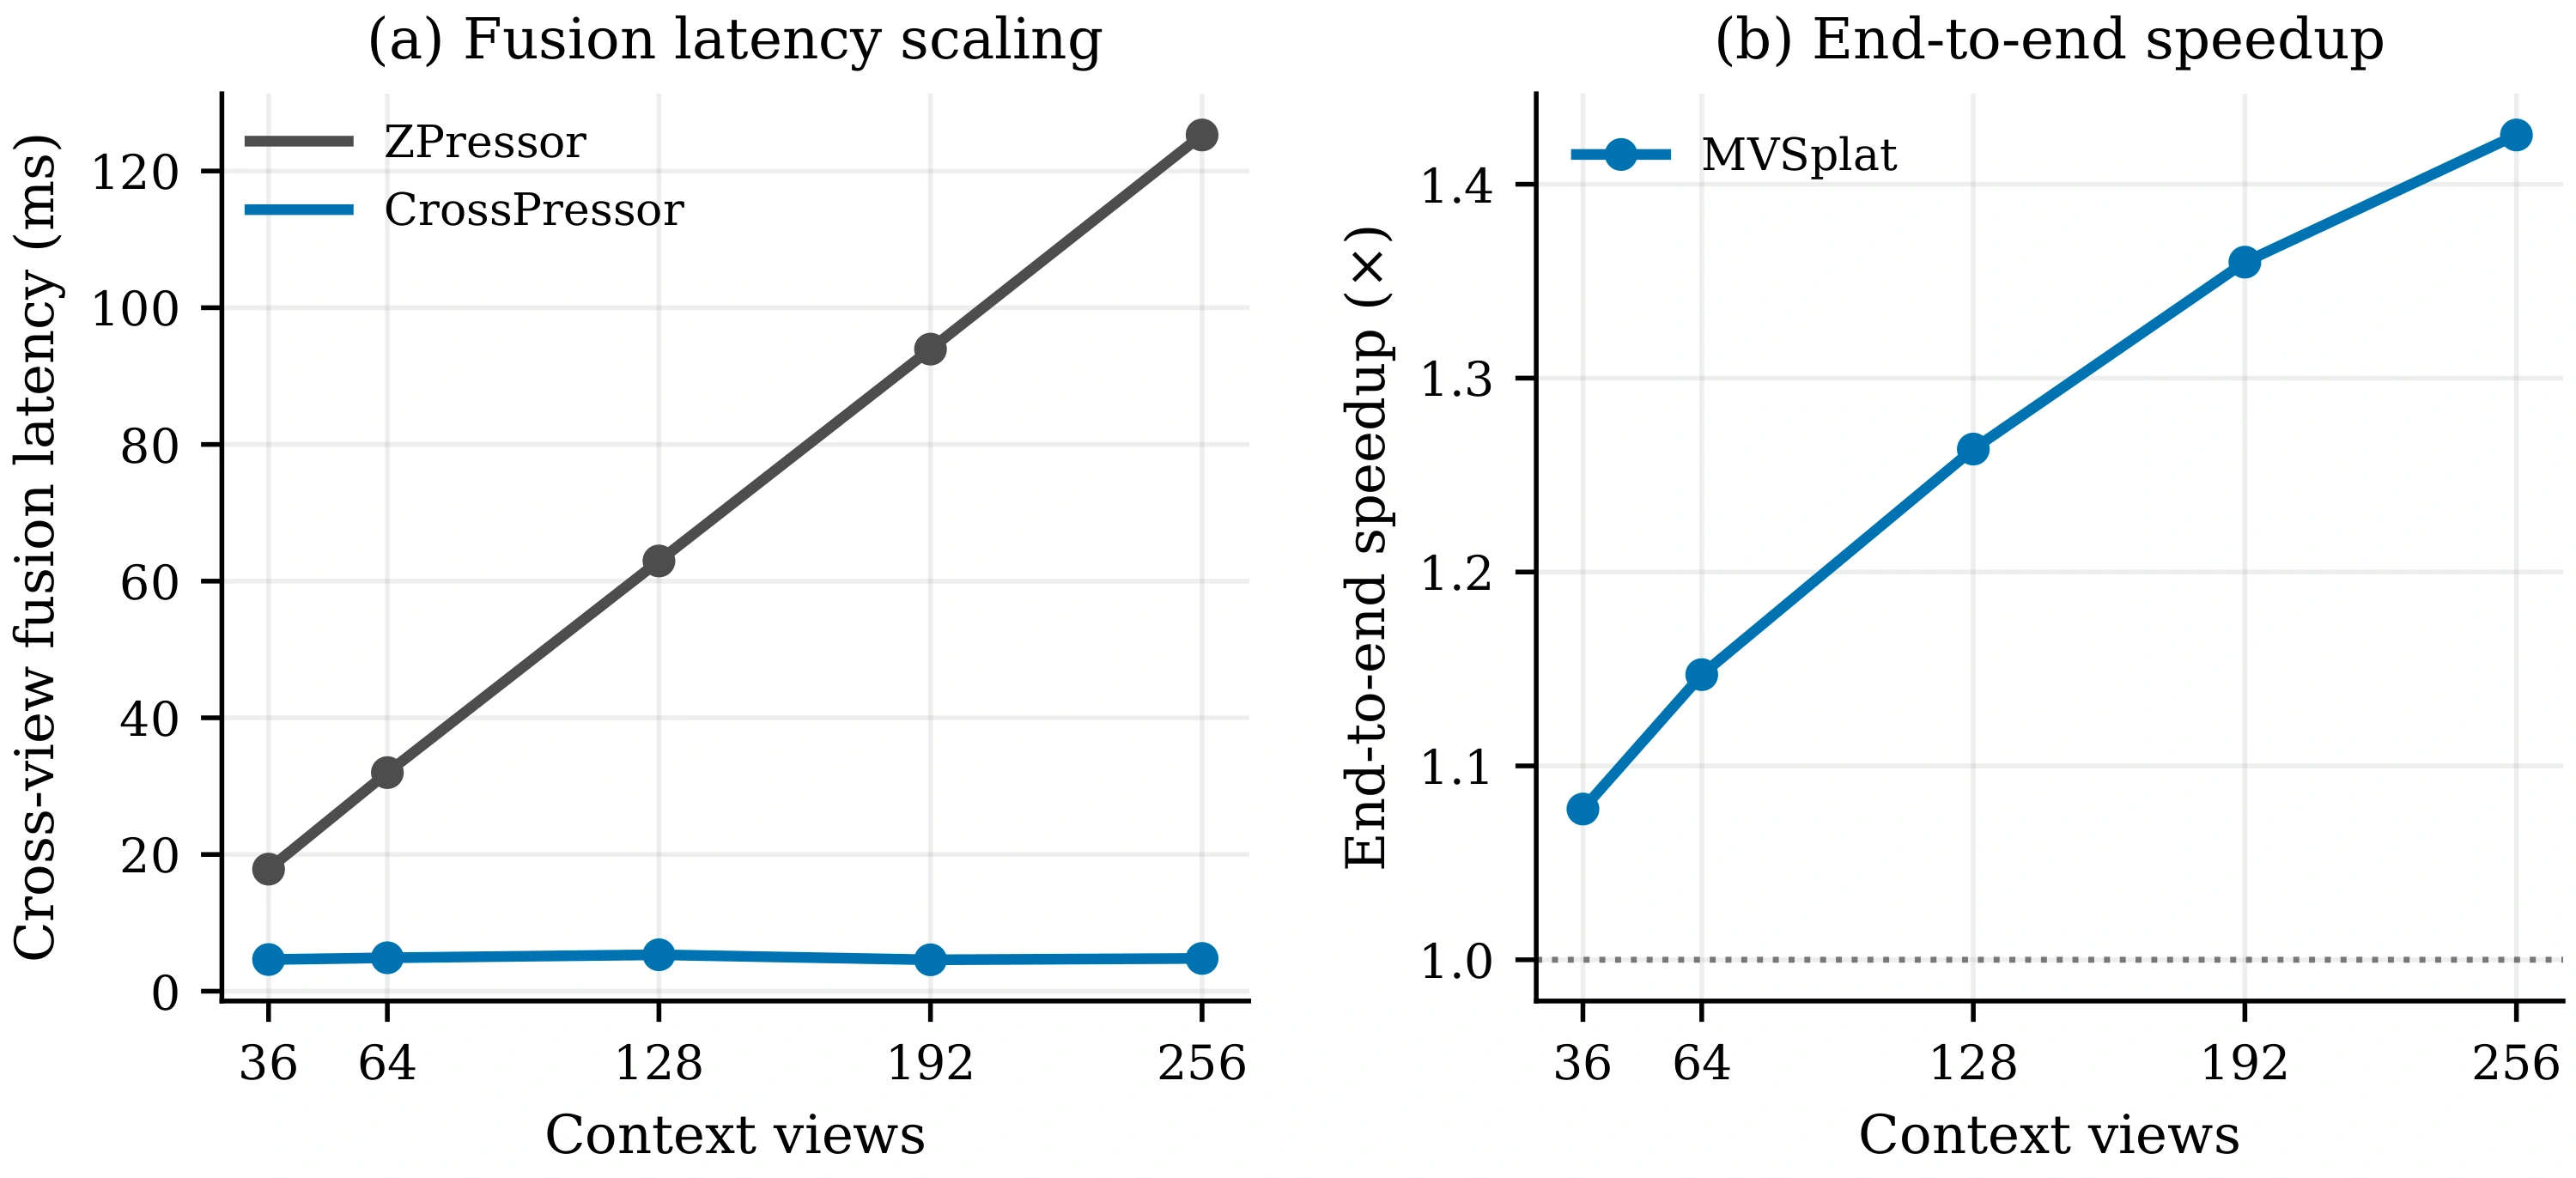 (a) Fusion latency scaling
Cross-view fusion latency (ms)
120
100
80
60
40
20
0
ZPressor
CrossPressor
36 64 128 192 256
Context views
(b) End-to-end speedup
End-to-end speedup (×)
1.4
1.3
1.2
1.1
1.0
MVSplat
36 64 128 192 256
Context views